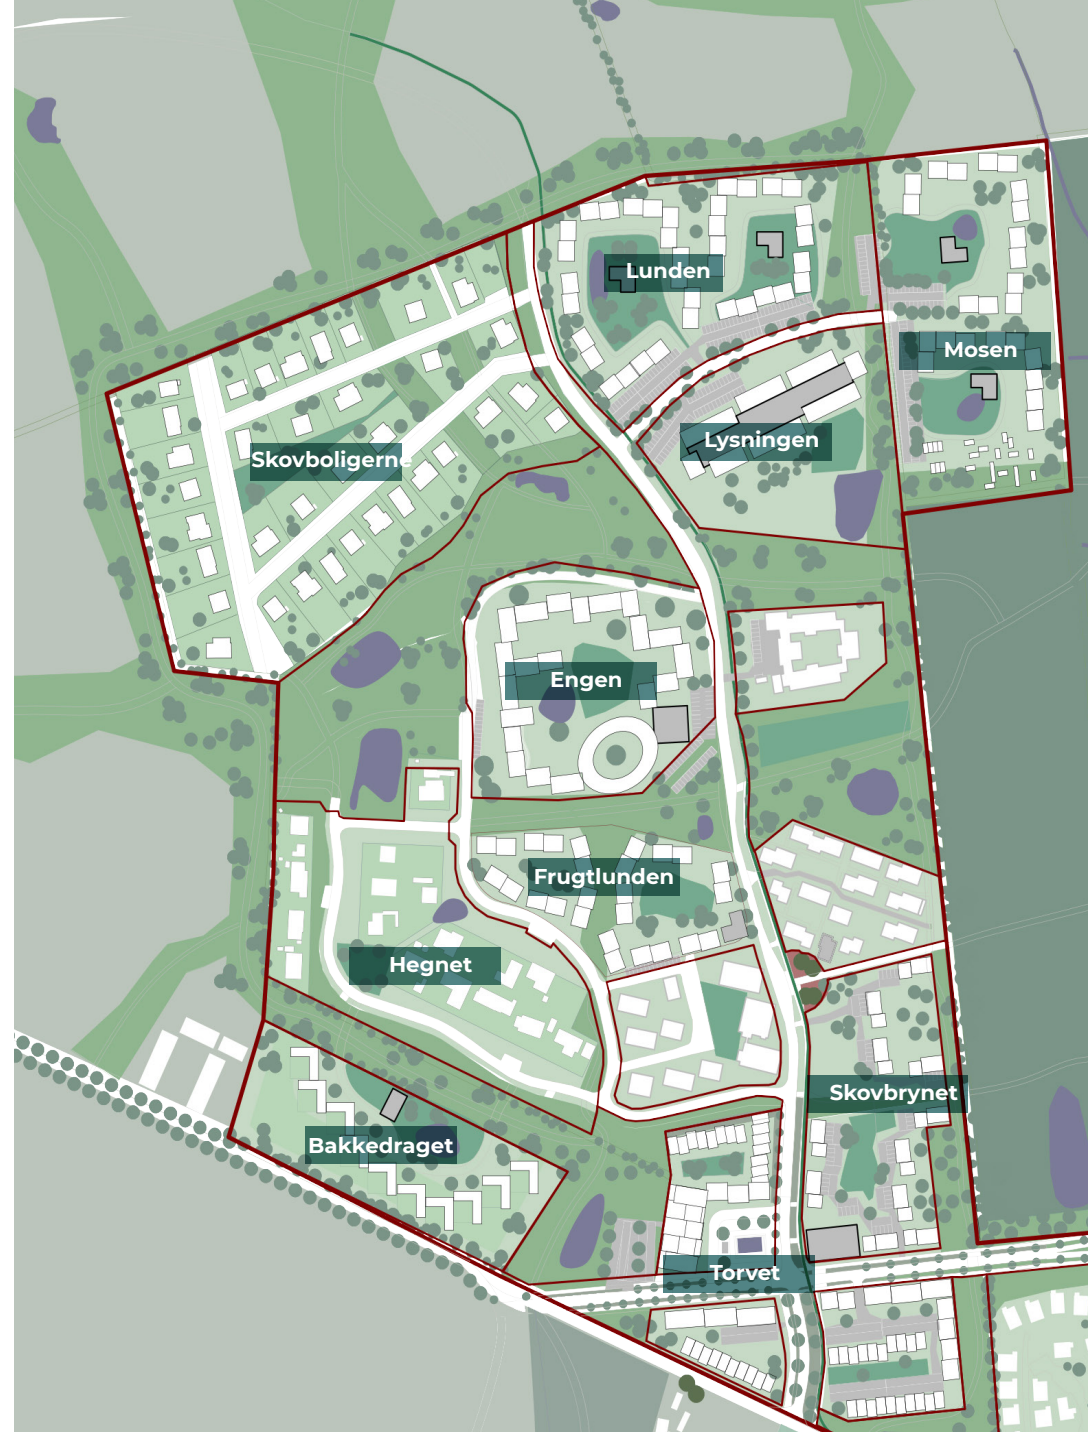 Lunden
Mosen
Lysningen
Skovboligerne
Engen
Frugtlunden
Hegnet
Skovbrynet
Bakkedraget
Torvet